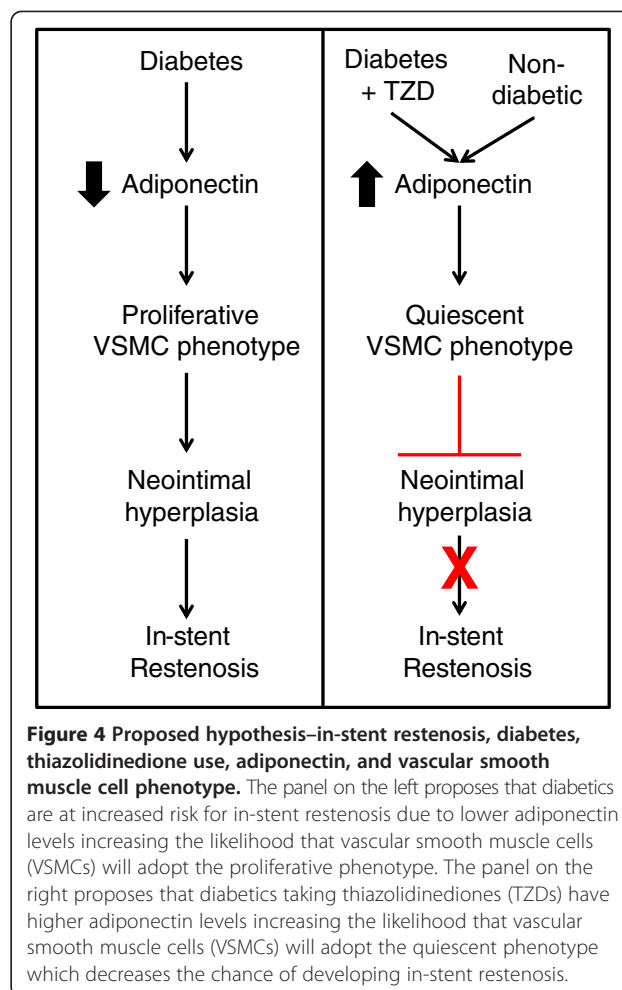 Diabetes
Adiponectin
Proliferative
VSMC phenotype
Neointimal
hyperplasia
In-stent
Restenosis
Diabetes
+ TZD
Non-
diabetic
Adiponectin
Quiescent
VSMC phenotype
Neointimal
hyperplasia
X
In-stent
Restenosis
Figure 4 Proposed hypothesis–in-stent restenosis, diabetes,
thiazolidinedione use, adiponectin, and vascular smooth
muscle cell phenotype. The panel on the left proposes that diabetics
are at increased risk for in-stent restenosis due to lower adiponectin
levels increasing the likelihood that vascular smooth muscle cells
(VSMCs) will adopt the proliferative phenotype. The panel on the
right proposes that diabetics taking thiazolidinediones (TZDs) have
higher adiponectin levels increasing the likelihood that vascular
smooth muscle cells (VSMCs) will adopt the quiescent phenotype
which decreases the chance of developing in-stent restenosis.